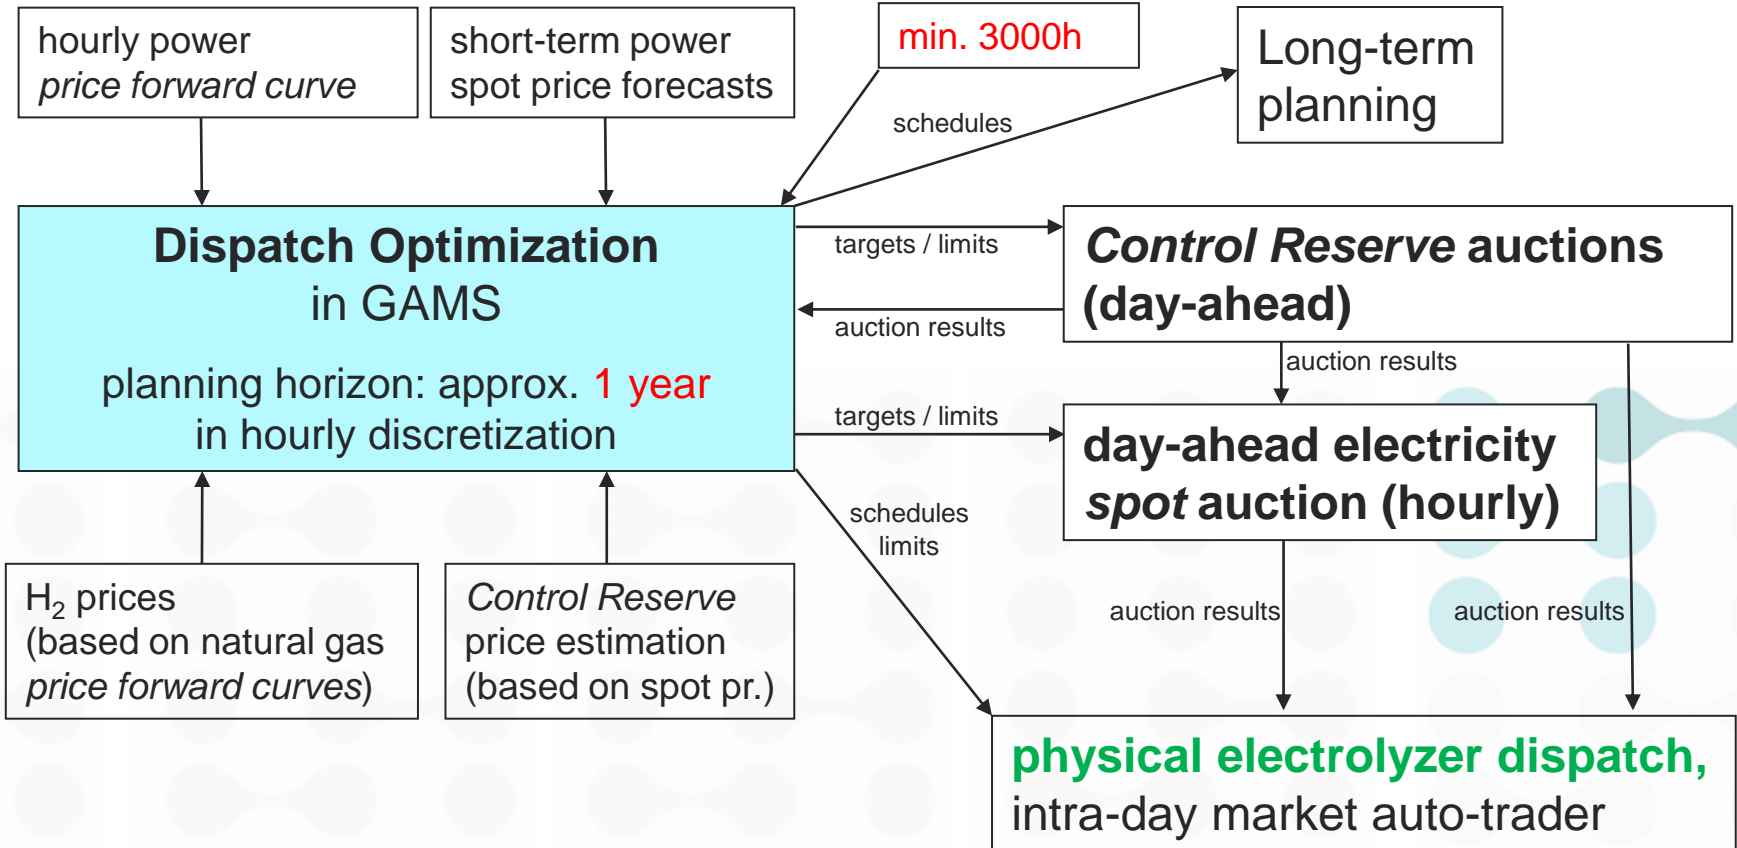 hourly power
price forward curve
short-term power
spot price forecasts
min. 3000h
Long-term
planning
schedules
Dispatch Optimization
in GAMS
planning horizon: approx. 1 year
in hourly discretization
targets / limits
auction results
Control Reserve auctions
(day-ahead)
auction results
targets / limits
day-ahead electricity
spot auction (hourly)
schedules
limits
auction results
auction results
H₂ prices
(based on natural gas
price forward curves)
Control Reserve
price estimation
(based on spot pr.)
physical electrolyzer dispatch,
intra-day market auto-trader